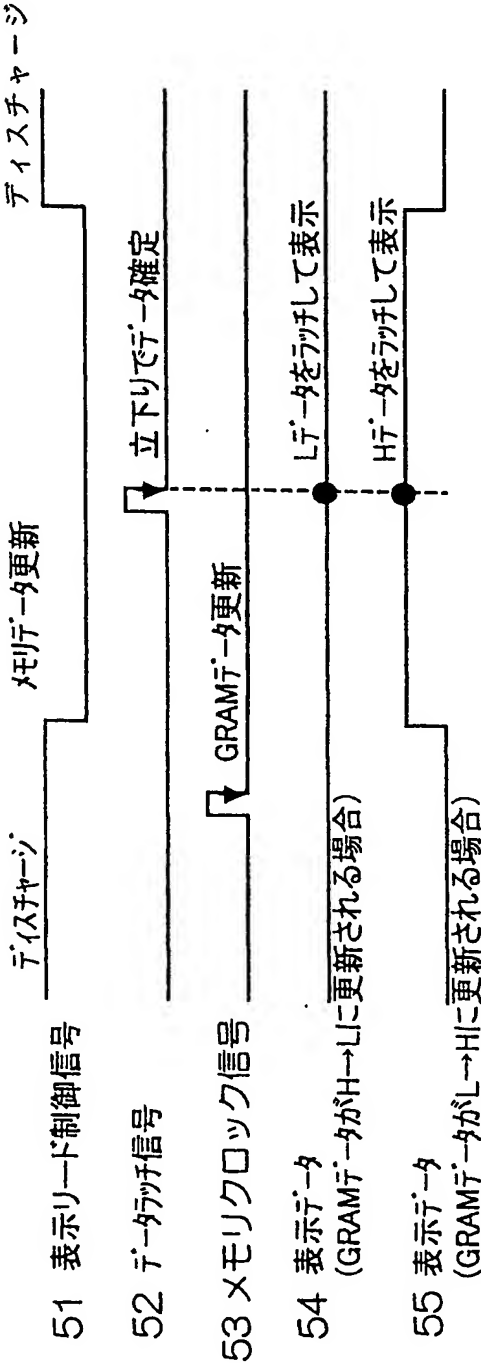 ディスチャージ
メモリデータ更新
ディスチャージ
51 表示リード制御信号
立下りでデータ確定
52 データラッチ信号
GRAMデータ更新
53 メモリクロック信号
Lデータをラッチして表示
54 表示データ
(GRAMデータがH→Lに更新される場合)
Hデータをラッチして表示
55 表示データ
(GRAMデータがL→Hに更新される場合)